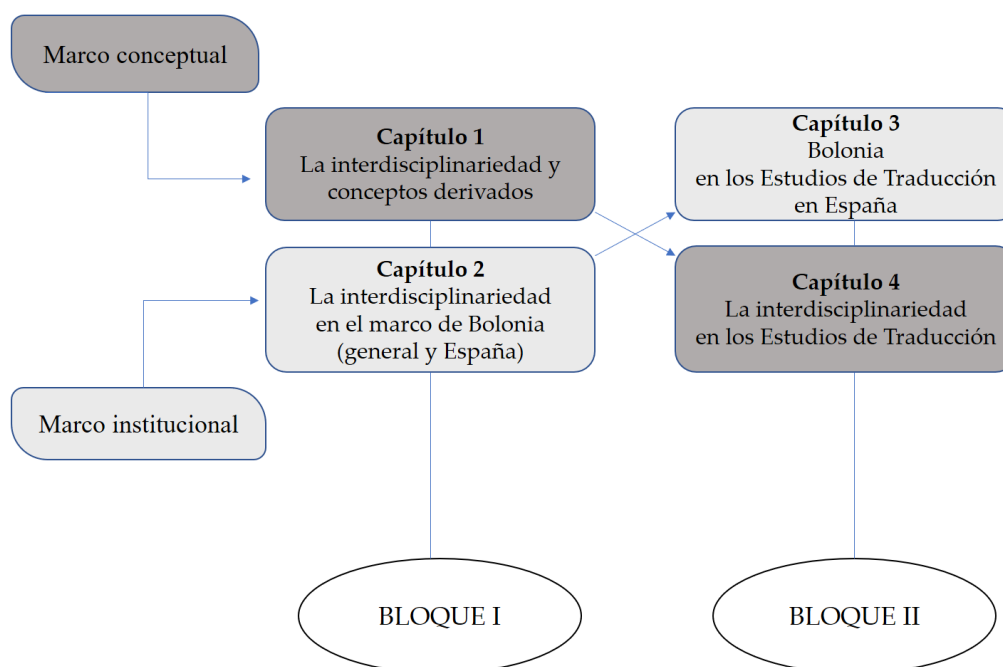 Marco conceptual
Capítulo 1
La interdisciplinariedad y
conceptos derivados
Capítulo 3
Bolonia
en los Estudios de Traducción
en España
Capítulo 2
La interdisciplinariedad
en el marco de Bolonia
(general y España)
Capítulo 4
La interdisciplinariedad
en los Estudios de Traducción
Marco institucional
BLOQUE I
BLOQUE II